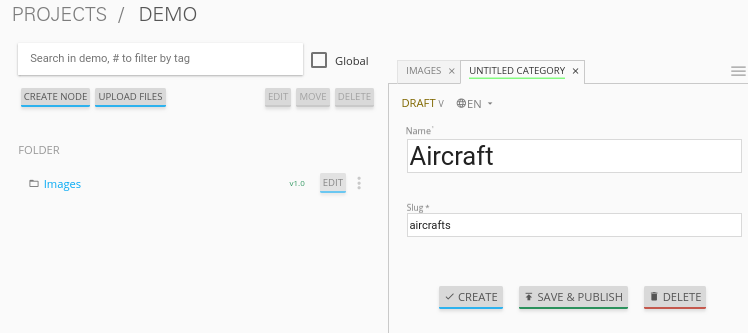 PROJECTS / DEMO
Search in demo, # to filter by tag
Global
CREATE NODE UPLOAD FILES EDIT MOVE DELETE
FOLDER
Images v1.0 EDIT
IMAGES × UNTITLED CATEGORY ×
DRAFT V EN
Name*
Aircraft
Slug *
aircrafts
CREATE SAVE & PUBLISH DELETE